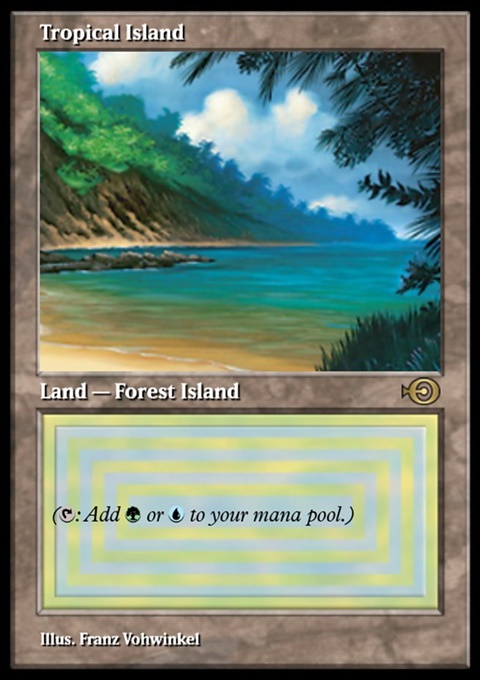 Tropical Island
Land — Forest Island
(: Add or to your mana pool.)
Illus. Franz Vohwinkel